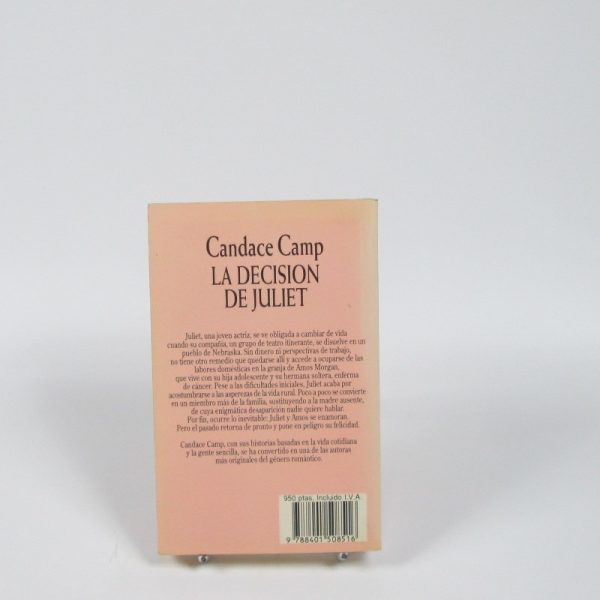 Candace Camp
LA DECISION
DE JULIET
Juliet, una joven actriz, se ve obligada a cambiar de vida
cuando su compañía, un grupo de teatro itinerante, se disuelve en un
pueblo de Nebraska. Sin dinero ni perspectivas de trabajo,
no tiene otro remedio que quedarse allí y accede a ocuparse de las
labores domésticas en la granja de Amos Morgan,
que vive con su hija adolescente y su hermana soltera, enferma
de cáncer. Pese a las dificultades iniciales, Juliet acaba por
acostumbrarse a las asperezas de la vida rural. Poco a poco se convierte
en un miembro más de la familia, sustituyendo a la madre ausente,
de cuya enigmática desaparición nadie quiere hablar.
Por fin, ocurre lo inevitable: Juliet y Amos se enamoran.
Pero el pasado retorna de pronto y pone en peligro su felicidad.
Candace Camp, con sus historias basadas en la vida cotidiana
y la gente sencilla, se ha convertido en una de las autoras
más originales del género romántico.
950 ptas. Incluido I.V.A.
9 788401 508516